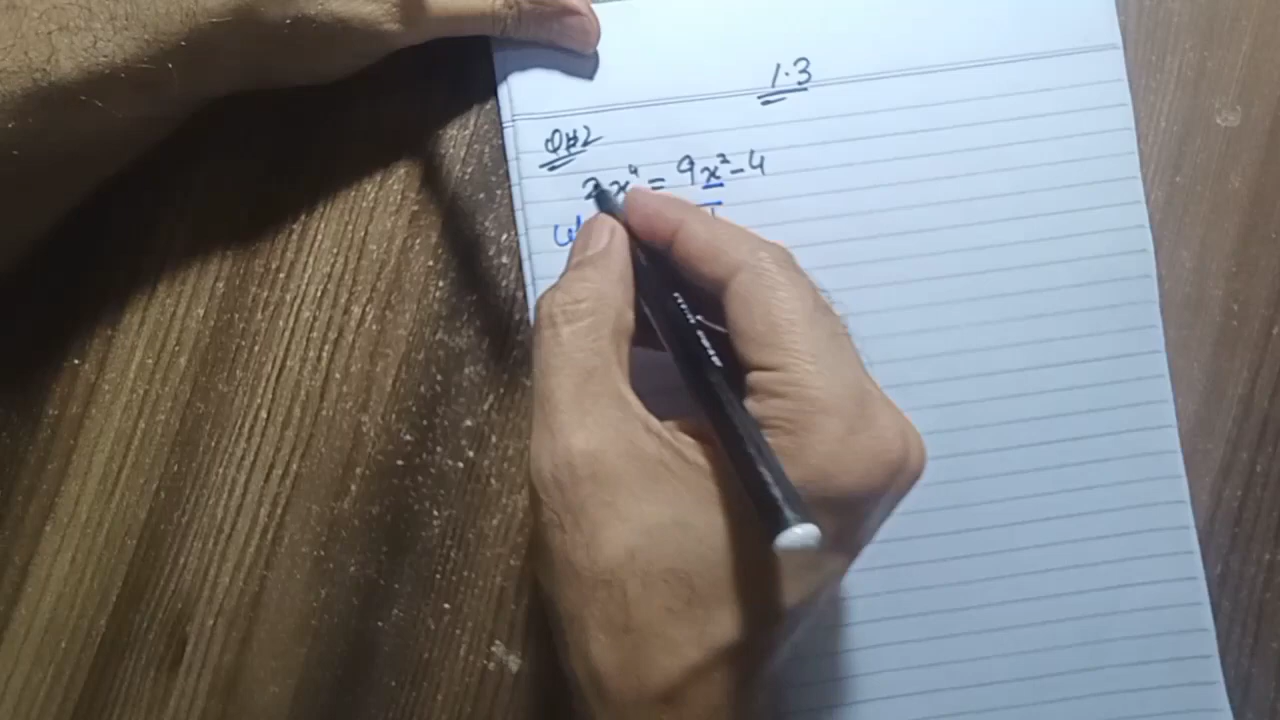 1.3
Q#2
2x⁴ = 9x² - 4